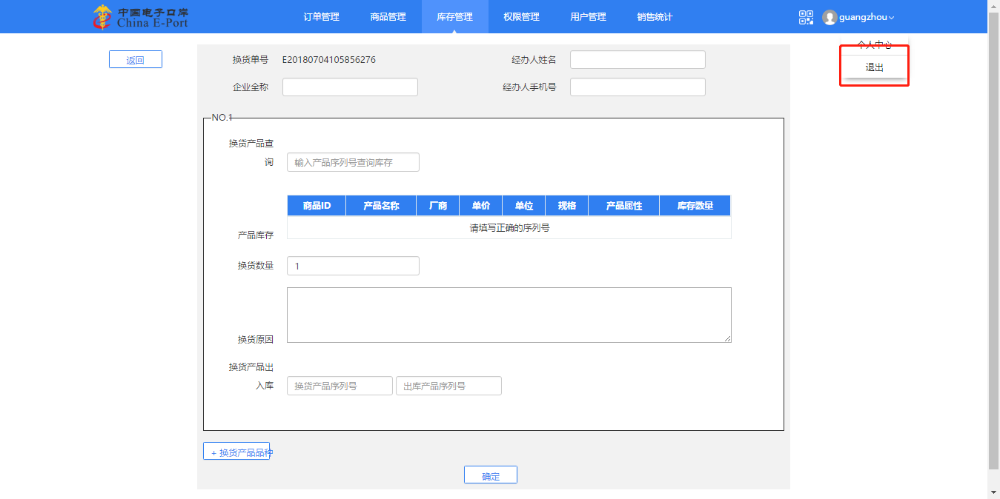 中国电子口岸
China E-Port
订单管理 商品管理 库存管理 权限管理 用户管理 销售统计
guangzhou
个人中心
退出
返回
换货单号 E20180704105856276 经办人姓名
企业全称 经办人手机号
NO.1
换货产品查
询 输入产品序列号查询库存
商品ID 产品名称 厂商 单价 单位 规格 产品属性 库存数量
请填写正确的序列号
产品库存
换货数量 1
换货原因
换货产品出
入库 换货产品序列号 出库产品序列号
+ 换货产品品种
确定